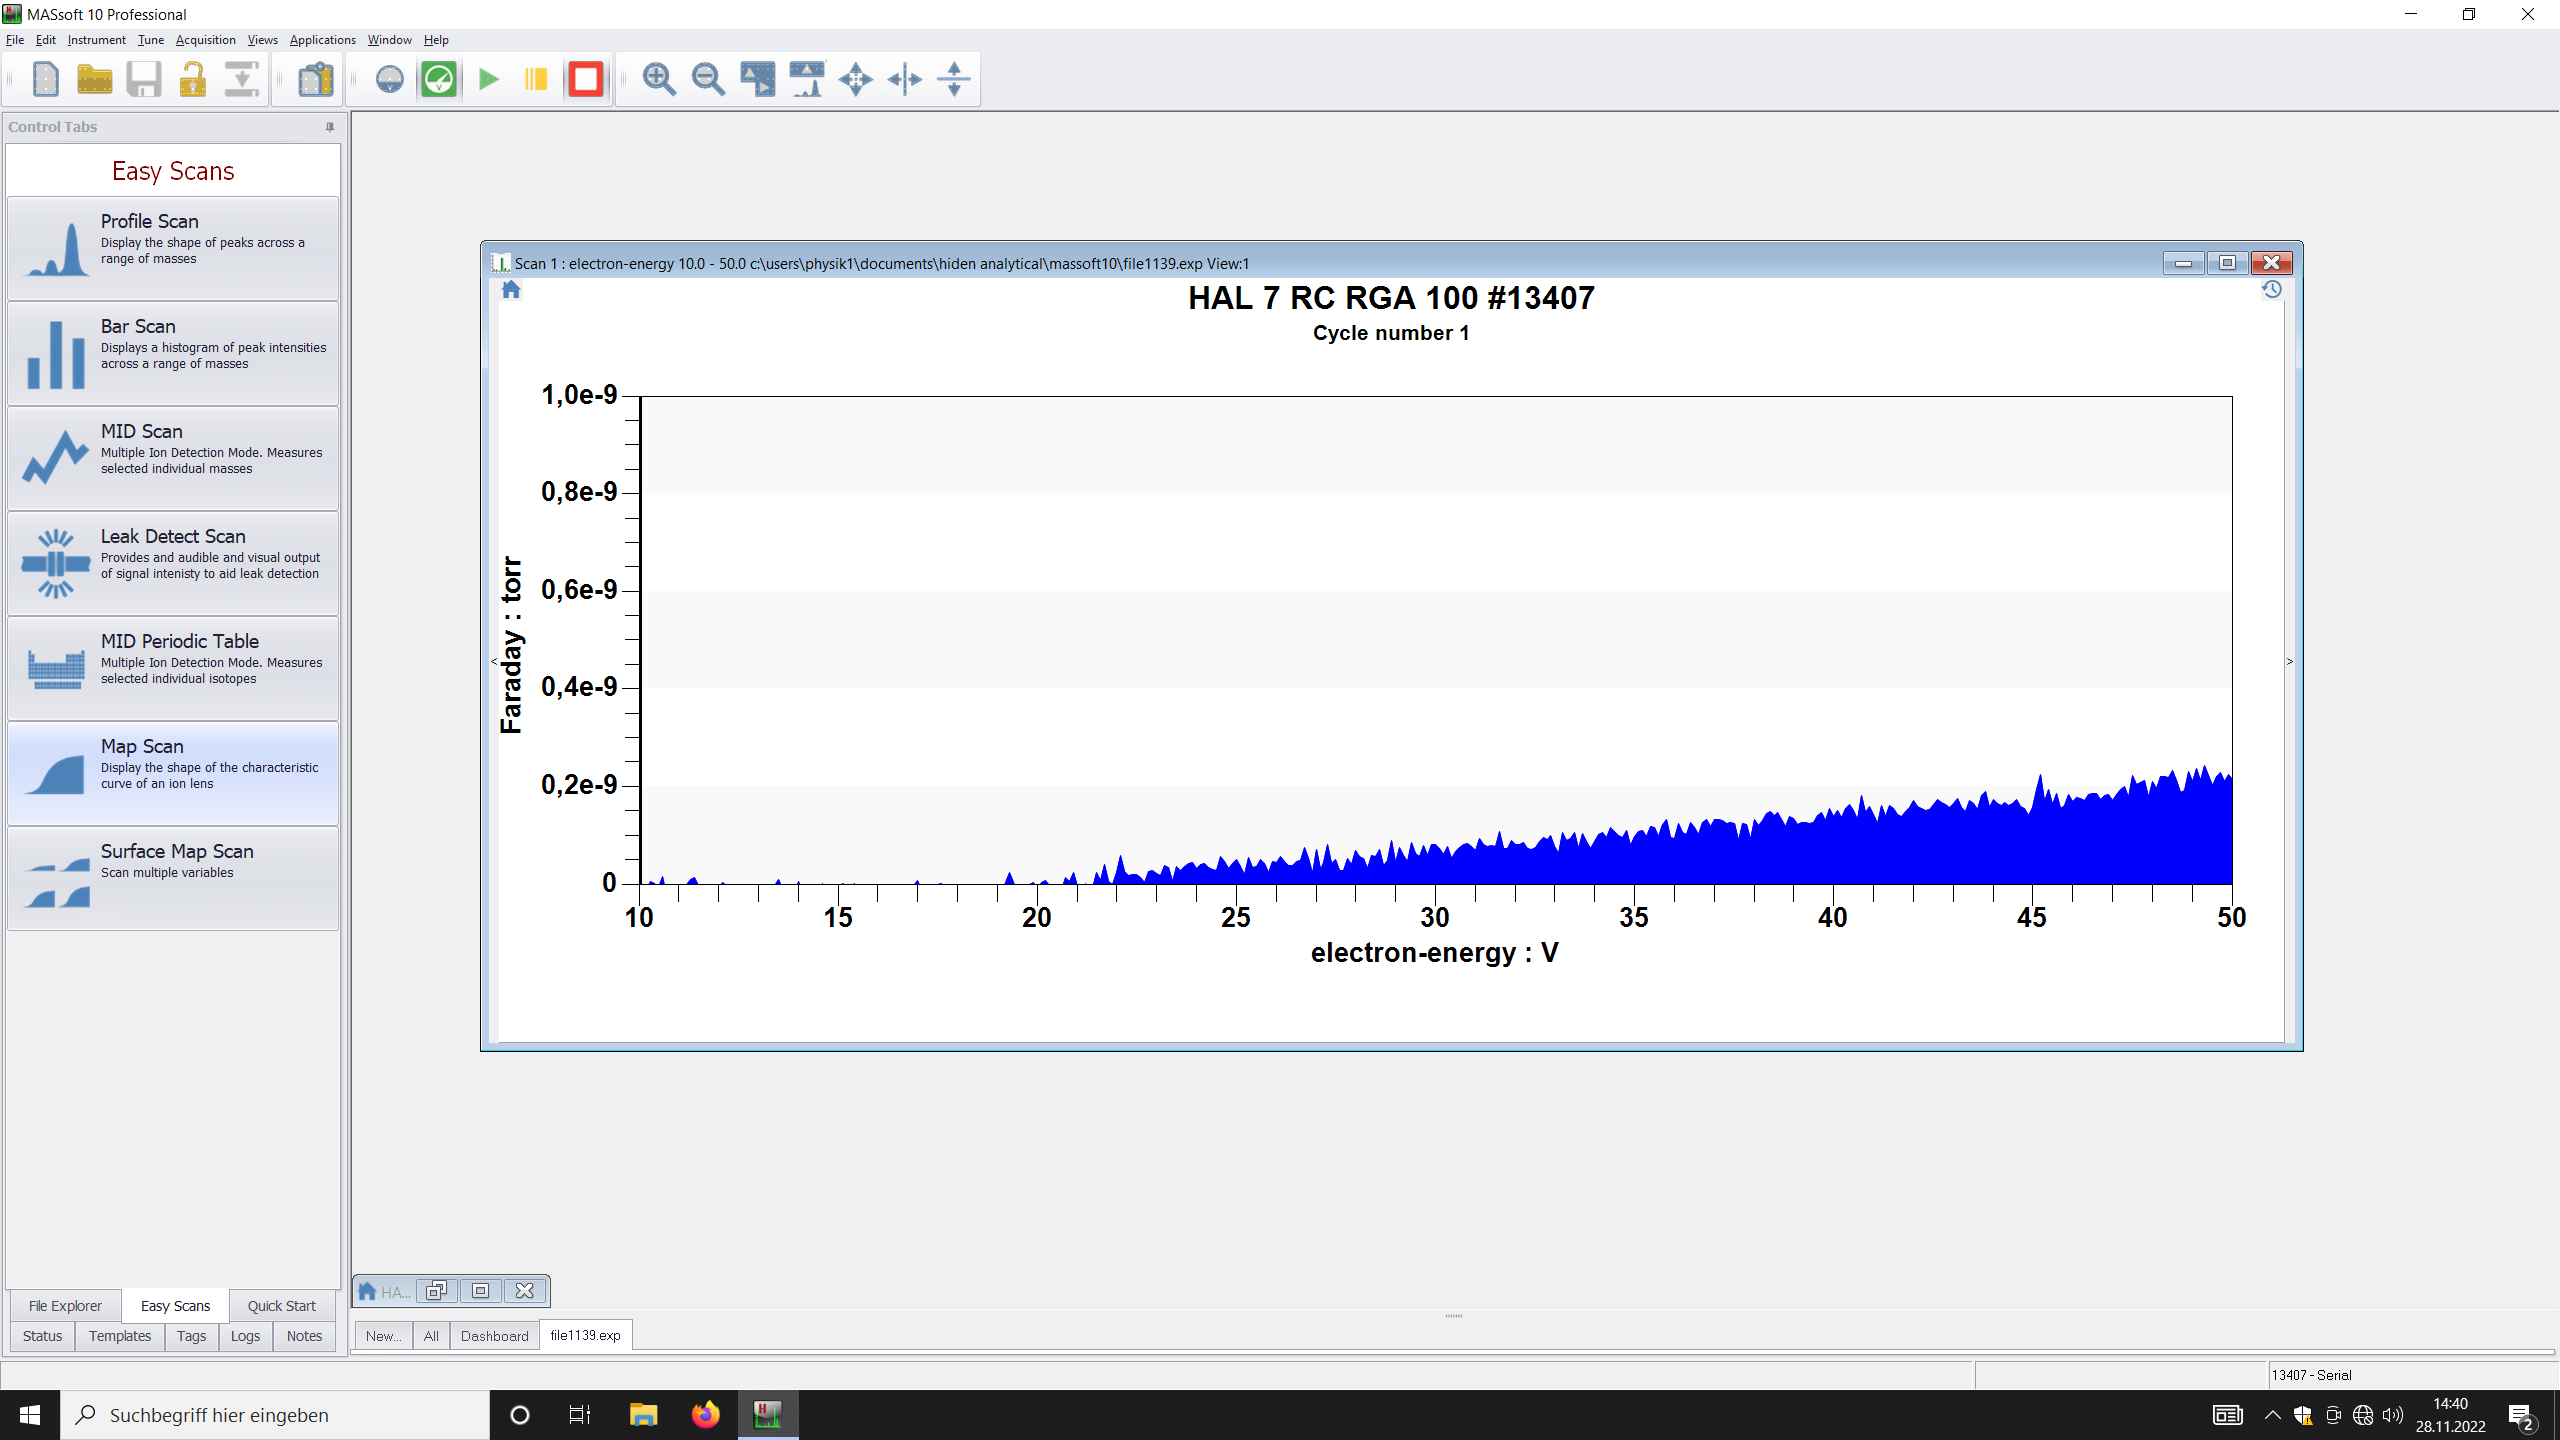 MASsoft 10 Professional
File Edit Instrument Tune Acquisition Views Applications Window Help
Control Tabs
Easy Scans
Profile Scan
Display the shape of peaks across a
range of masses
Bar Scan
Displays a histogram of peak intensities
across a range of masses
MID Scan
Multiple Ion Detection Mode. Measures
selected individual masses
Leak Detect Scan
Provides and audible and visual output
of signal intenisty to aid leak detection
MID Periodic Table
Multiple Ion Detection Mode. Measures
selected individual isotopes
Map Scan
Display the shape of the characteristic
curve of an ion lens
Surface Map Scan
Scan multiple variables
File Explorer Easy Scans Quick Start
Status Templates Tags Logs Notes
Scan 1 : electron-energy 10.0 - 50.0 c:\users\physik1\documents\hiden analytical\massoft10\file1139.exp View:1
HAL 7 RC RGA 100 #13407
Cycle number 1
Faraday : torr
1,0e-9
0,8e-9
0,6e-9
0,4e-9
0,2e-9
0
10 15 20 25 30 35 40 45 50
electron-energy : V
< >
HA...
New... All Dashboard file1139.exp
13407 - Serial
Suchbegriff hier eingeben
14:40
28.11.2022
2